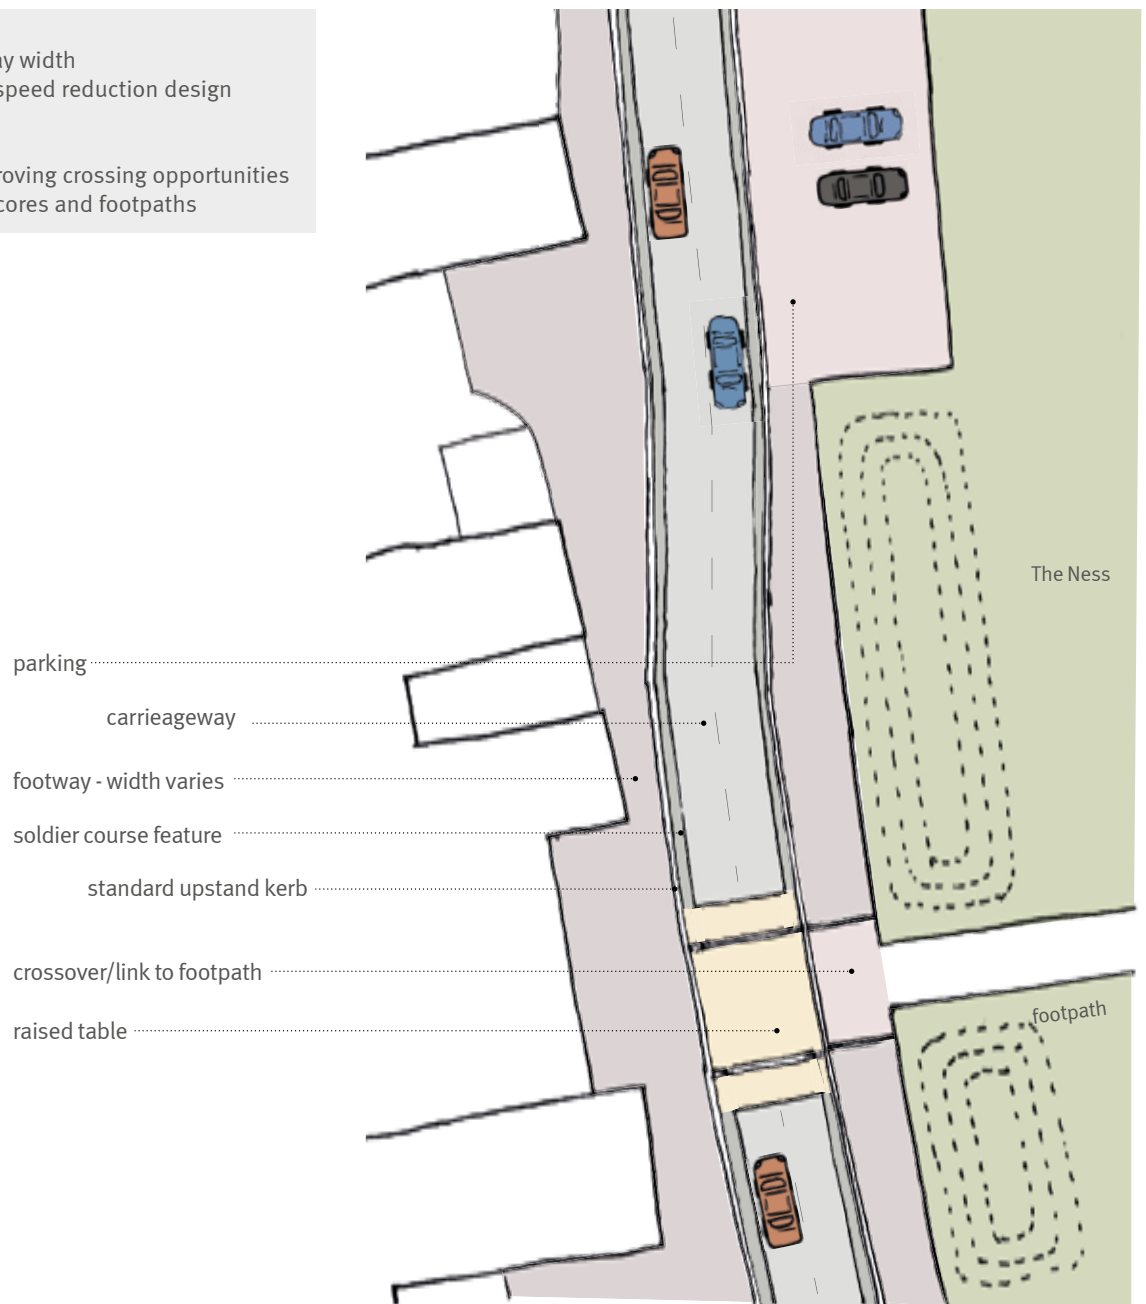 ay width
speed reduction design
roving crossing opportunities
cores and footpaths
The Ness
parking
carrieageway
footway - width varies
soldier course feature
standard upstand kerb
crossover/link to footpath
footpath
raised table